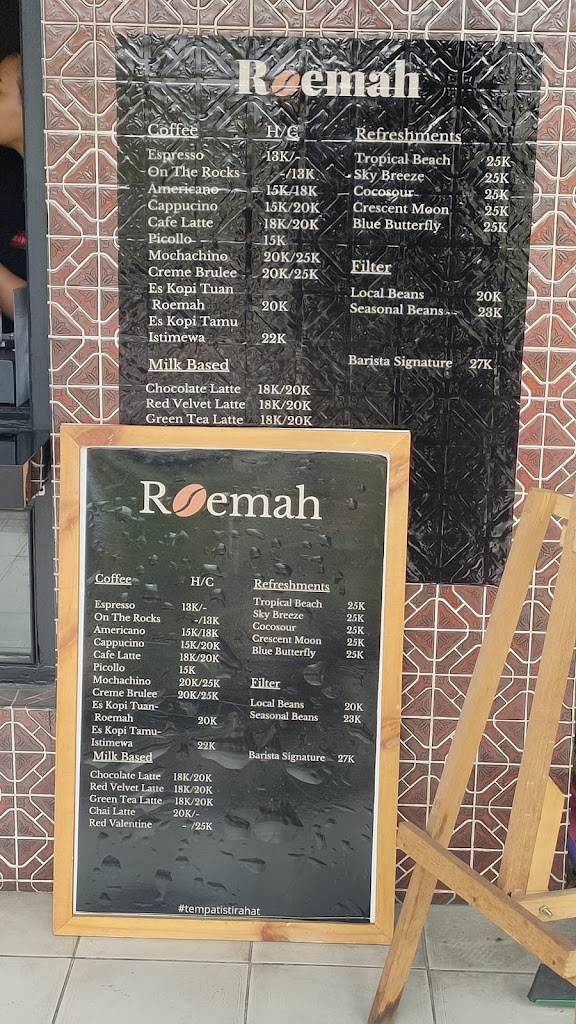 Roemah
Coffee H/C
Espresso 13K/-
On The Rocks -/13K
Americano 15K/18K
Cappucino 15K/20K
Cafe Latte 18K/20K
Picollo 15K
Mochachino 20K/25K
Creme Brulee 20K/25K
Es Kopi Tuan
Roemah 20K
Es Kopi Tamu
Istimewa 22K
Milk Based
Chocolate Latte 18K/20K
Red Velvet Latte 18K/20K
Green Tea Latte 18K/20K
Refreshments
Tropical Beach 25K
Sky Breeze 25K
Cocosour 25K
Crescent Moon 25K
Blue Butterfly 25K
Filter
Local Beans 20K
Seasonal Beans 23K
Barista Signature 27K
Roemah
Coffee H/C
Espresso 13K/-
On The Rocks -/13K
Americano 15K/18K
Cappucino 15K/20K
Cafe Latte 18K/20K
Picollo 15K
Mochachino 20K/25K
Creme Brulee 20K/25K
Es Kopi Tuan-
Roemah 20K
Es Kopi Tamu-
Istimewa 22K
Milk Based
Chocolate Latte 18K/20K
Red Velvet Latte 18K/20K
Green Tea Latte 18K/20K
Chai Latte 20K/-
Red Valentine - /25K
Refreshments
Tropical Beach 25K
Sky Breeze 25K
Cocosour 25K
Crescent Moon 25K
Blue Butterfly 25K
Filter
Local Beans 20K
Seasonal Beans 23K
Barista Signature 27K
#tempatistirahat